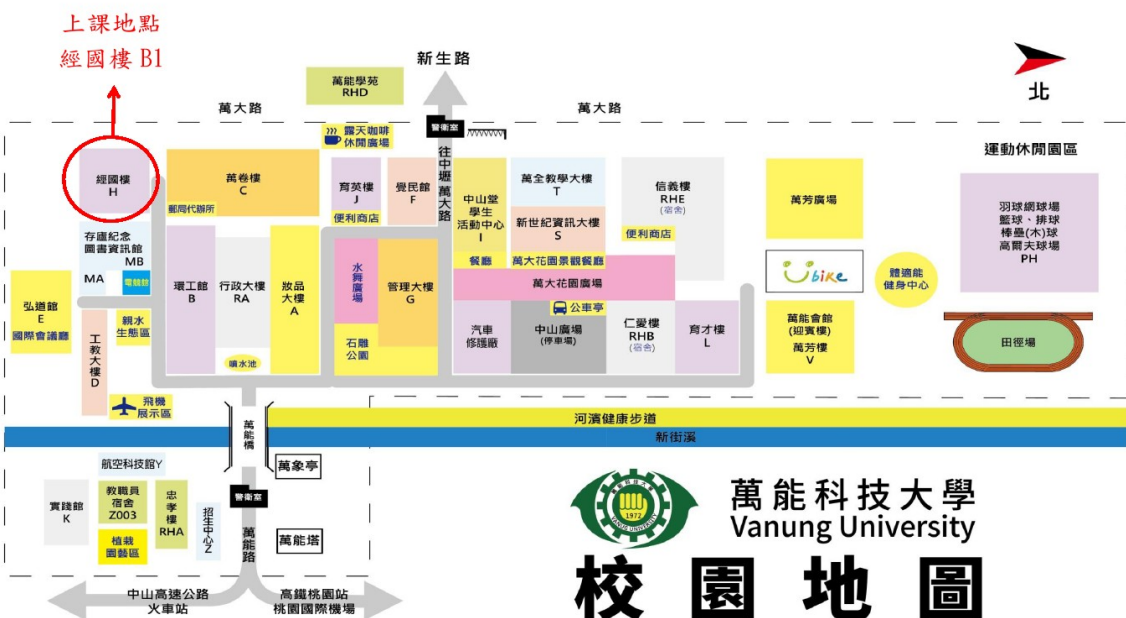 上課地點
經國樓 B1
新生路
萬能學苑
RHD
萬大路
萬大路
北
警衛室
露天咖啡
休閒廣場
往中壢 萬大路
運動休閒園區
經國樓
H
萬卷樓
C
郵局代辦所
育英樓
J
便利商店
覺民館
F
中山堂
學生
活動中心
I
餐廳
萬全教學大樓
T
新世紀資訊大樓
S
萬大花園景觀餐廳
信義樓
RHE
(宿舍)
便利商店
萬芳廣場
羽球網球場
籃球、排球
棒壘(木)球
高爾夫球場
PH
存廬紀念
圖書資訊館
MB
MA
電競館
Ubike
體適能
健身中心
弘道館
E
國際會議廳
親水
生態區
工教大樓
D
環工館
B
行政大樓
RA
噴水池
妝品
大樓
A
水舞廣場
石雕
公園
管理大樓
G
萬大花園廣場
公車亭
汽車
修護廠
中山廣場
(停車場)
仁愛樓
RHB
(宿舍)
育才樓
L
萬能會館
(迎賓樓)
萬芳樓
V
田徑場
飛機
展示區
萬能橋
河濱健康步道
新街溪
航空科技館Y
萬象亭
實踐館
K
教職員
宿舍
Z003
植栽
園藝區
忠孝樓
RHA
招生中心
Z
警衛室
萬能路
萬能塔
中山高速公路
火車站
高鐵桃園站
桃園國際機場
萬能科技大學
VANUNG UNIVERSITY
1972
萬能科技大學
Vanung University
校園地圖